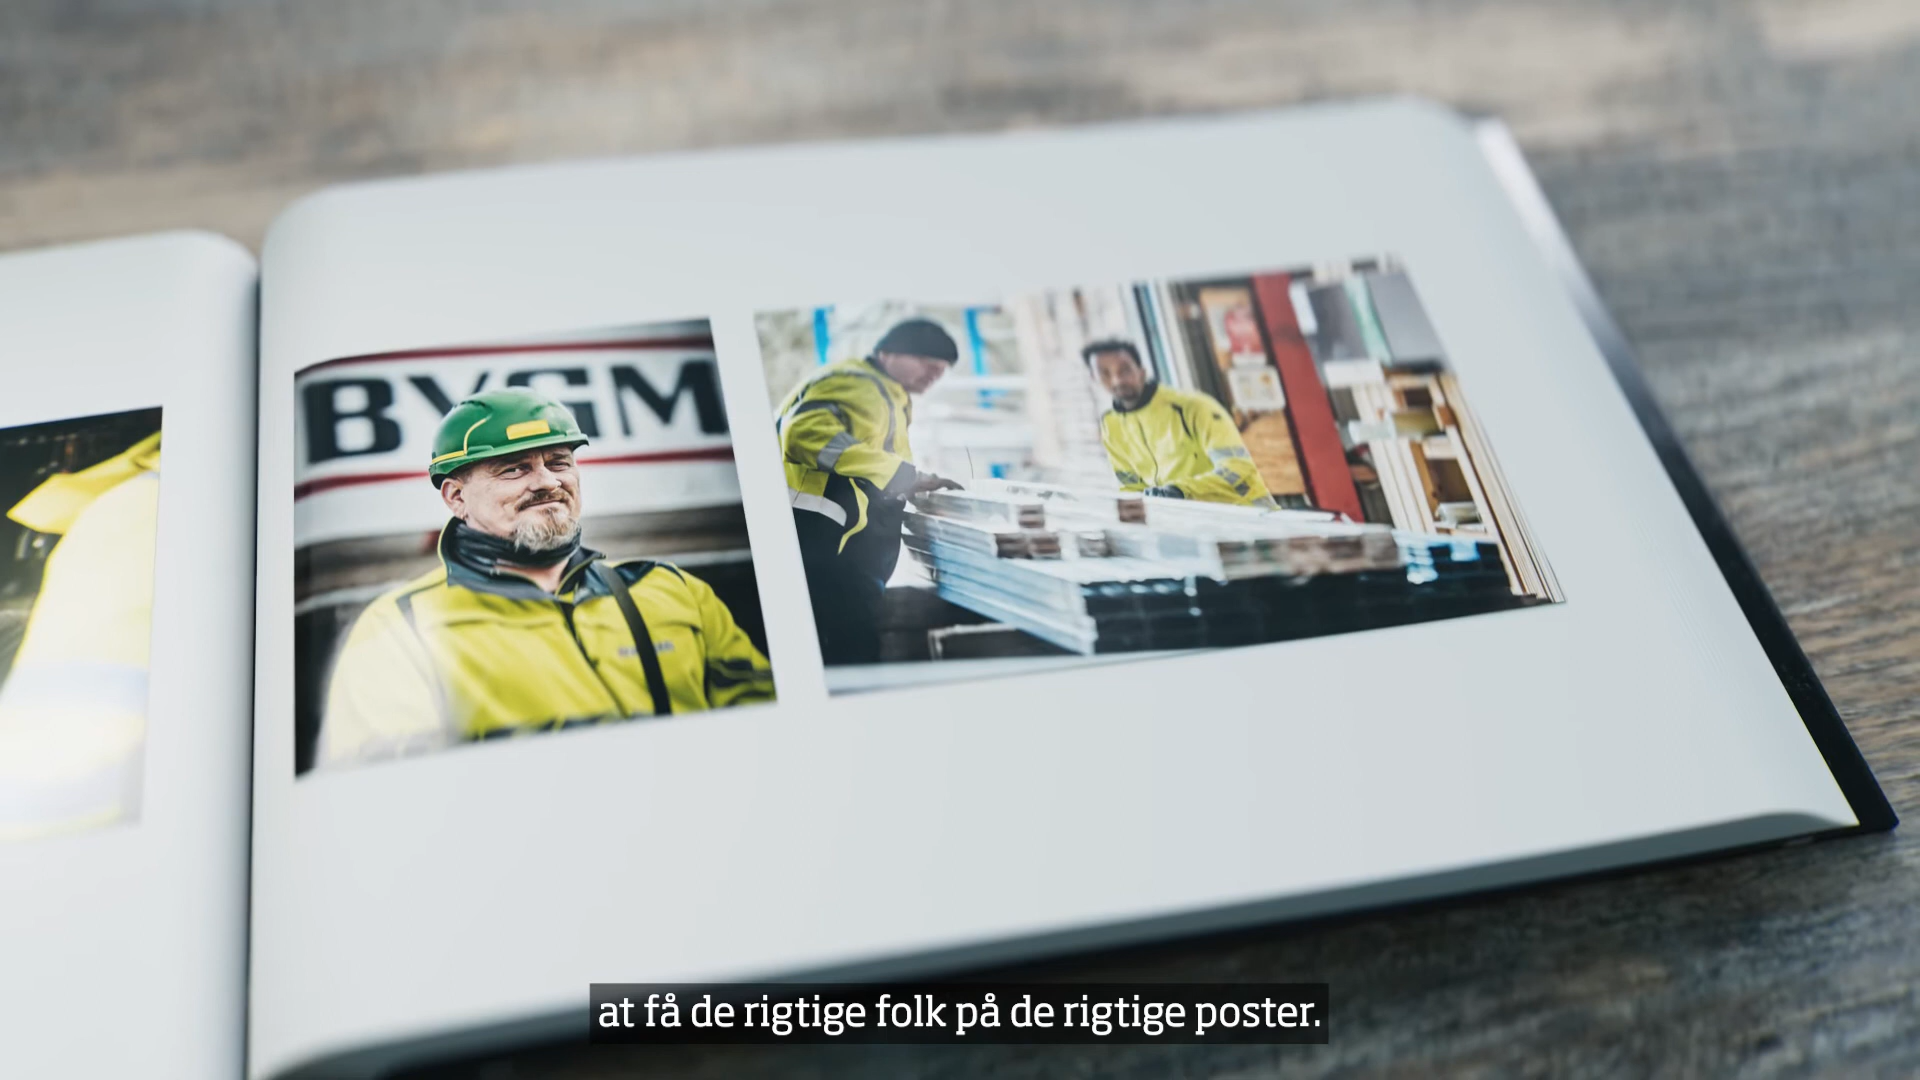 BYGM
at få de rigtige folk på de rigtige poster.